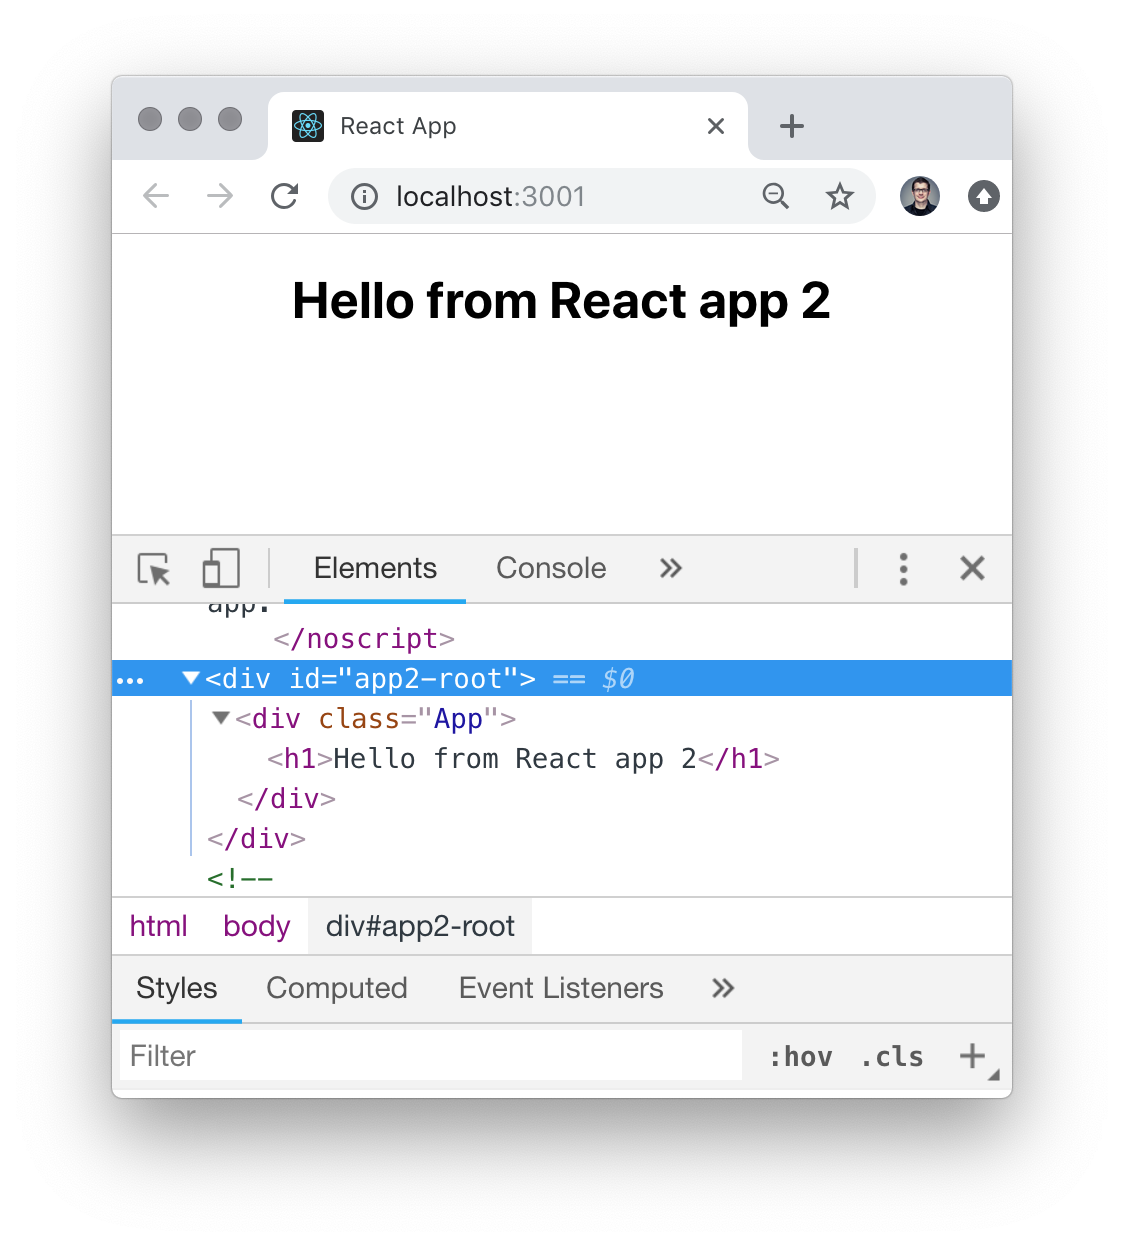 React App
localhost:3001
Hello from React app 2
Elements Console
app.
</noscript>
<div id="app2-root"> == $0
<div class="App">
<h1>Hello from React app 2</h1>
</div>
</div>
<!--
html body div#app2-root
Styles Computed Event Listeners
Filter :hov .cls